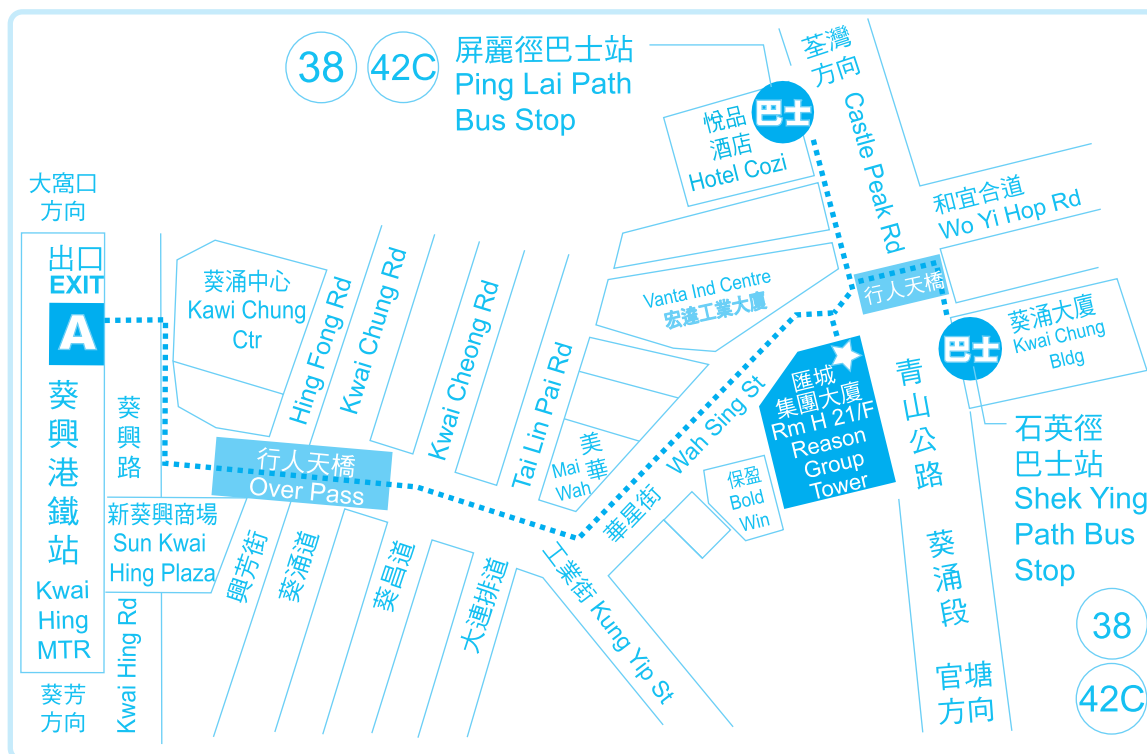 38
42C
屏麗徑巴士站
Ping Lai Path
Bus Stop
荃灣
方向
Castle Peak Rd
巴士
悅品
酒店
Hotel Cozi
和宜合道
Wo Yi Hop Rd
大窩口
方向
出口
EXIT
A
葵興港鐵站
Kwai
Hing
MTR
葵芳
方向
葵興路
Kwai Hing Rd
葵涌中心
Kawi Chung
Ctr
新葵興商場
Sun Kwai
Hing Plaza
Hing Fong Rd
Kwai Chung Rd
Kwai Cheong Rd
Tai Lin Pai Rd
行人天橋
Over Pass
興芳街
葵涌道
葵昌道
大連排道
工業街 Kung Yip St
美華
Mai
Wah
華星街
Wah Sing St
Vanta Ind Centre
宏達工業大廈
保盈
Bold
Win
匯城
集團大廈
Rm H 21/F
Reason
Group
Tower
行人天橋
巴士
葵涌大廈
Kwai Chung
Bldg
青山公路
葵涌段
官塘
方向
石英徑
巴士站
Shek Ying
Path Bus
Stop
38
42C